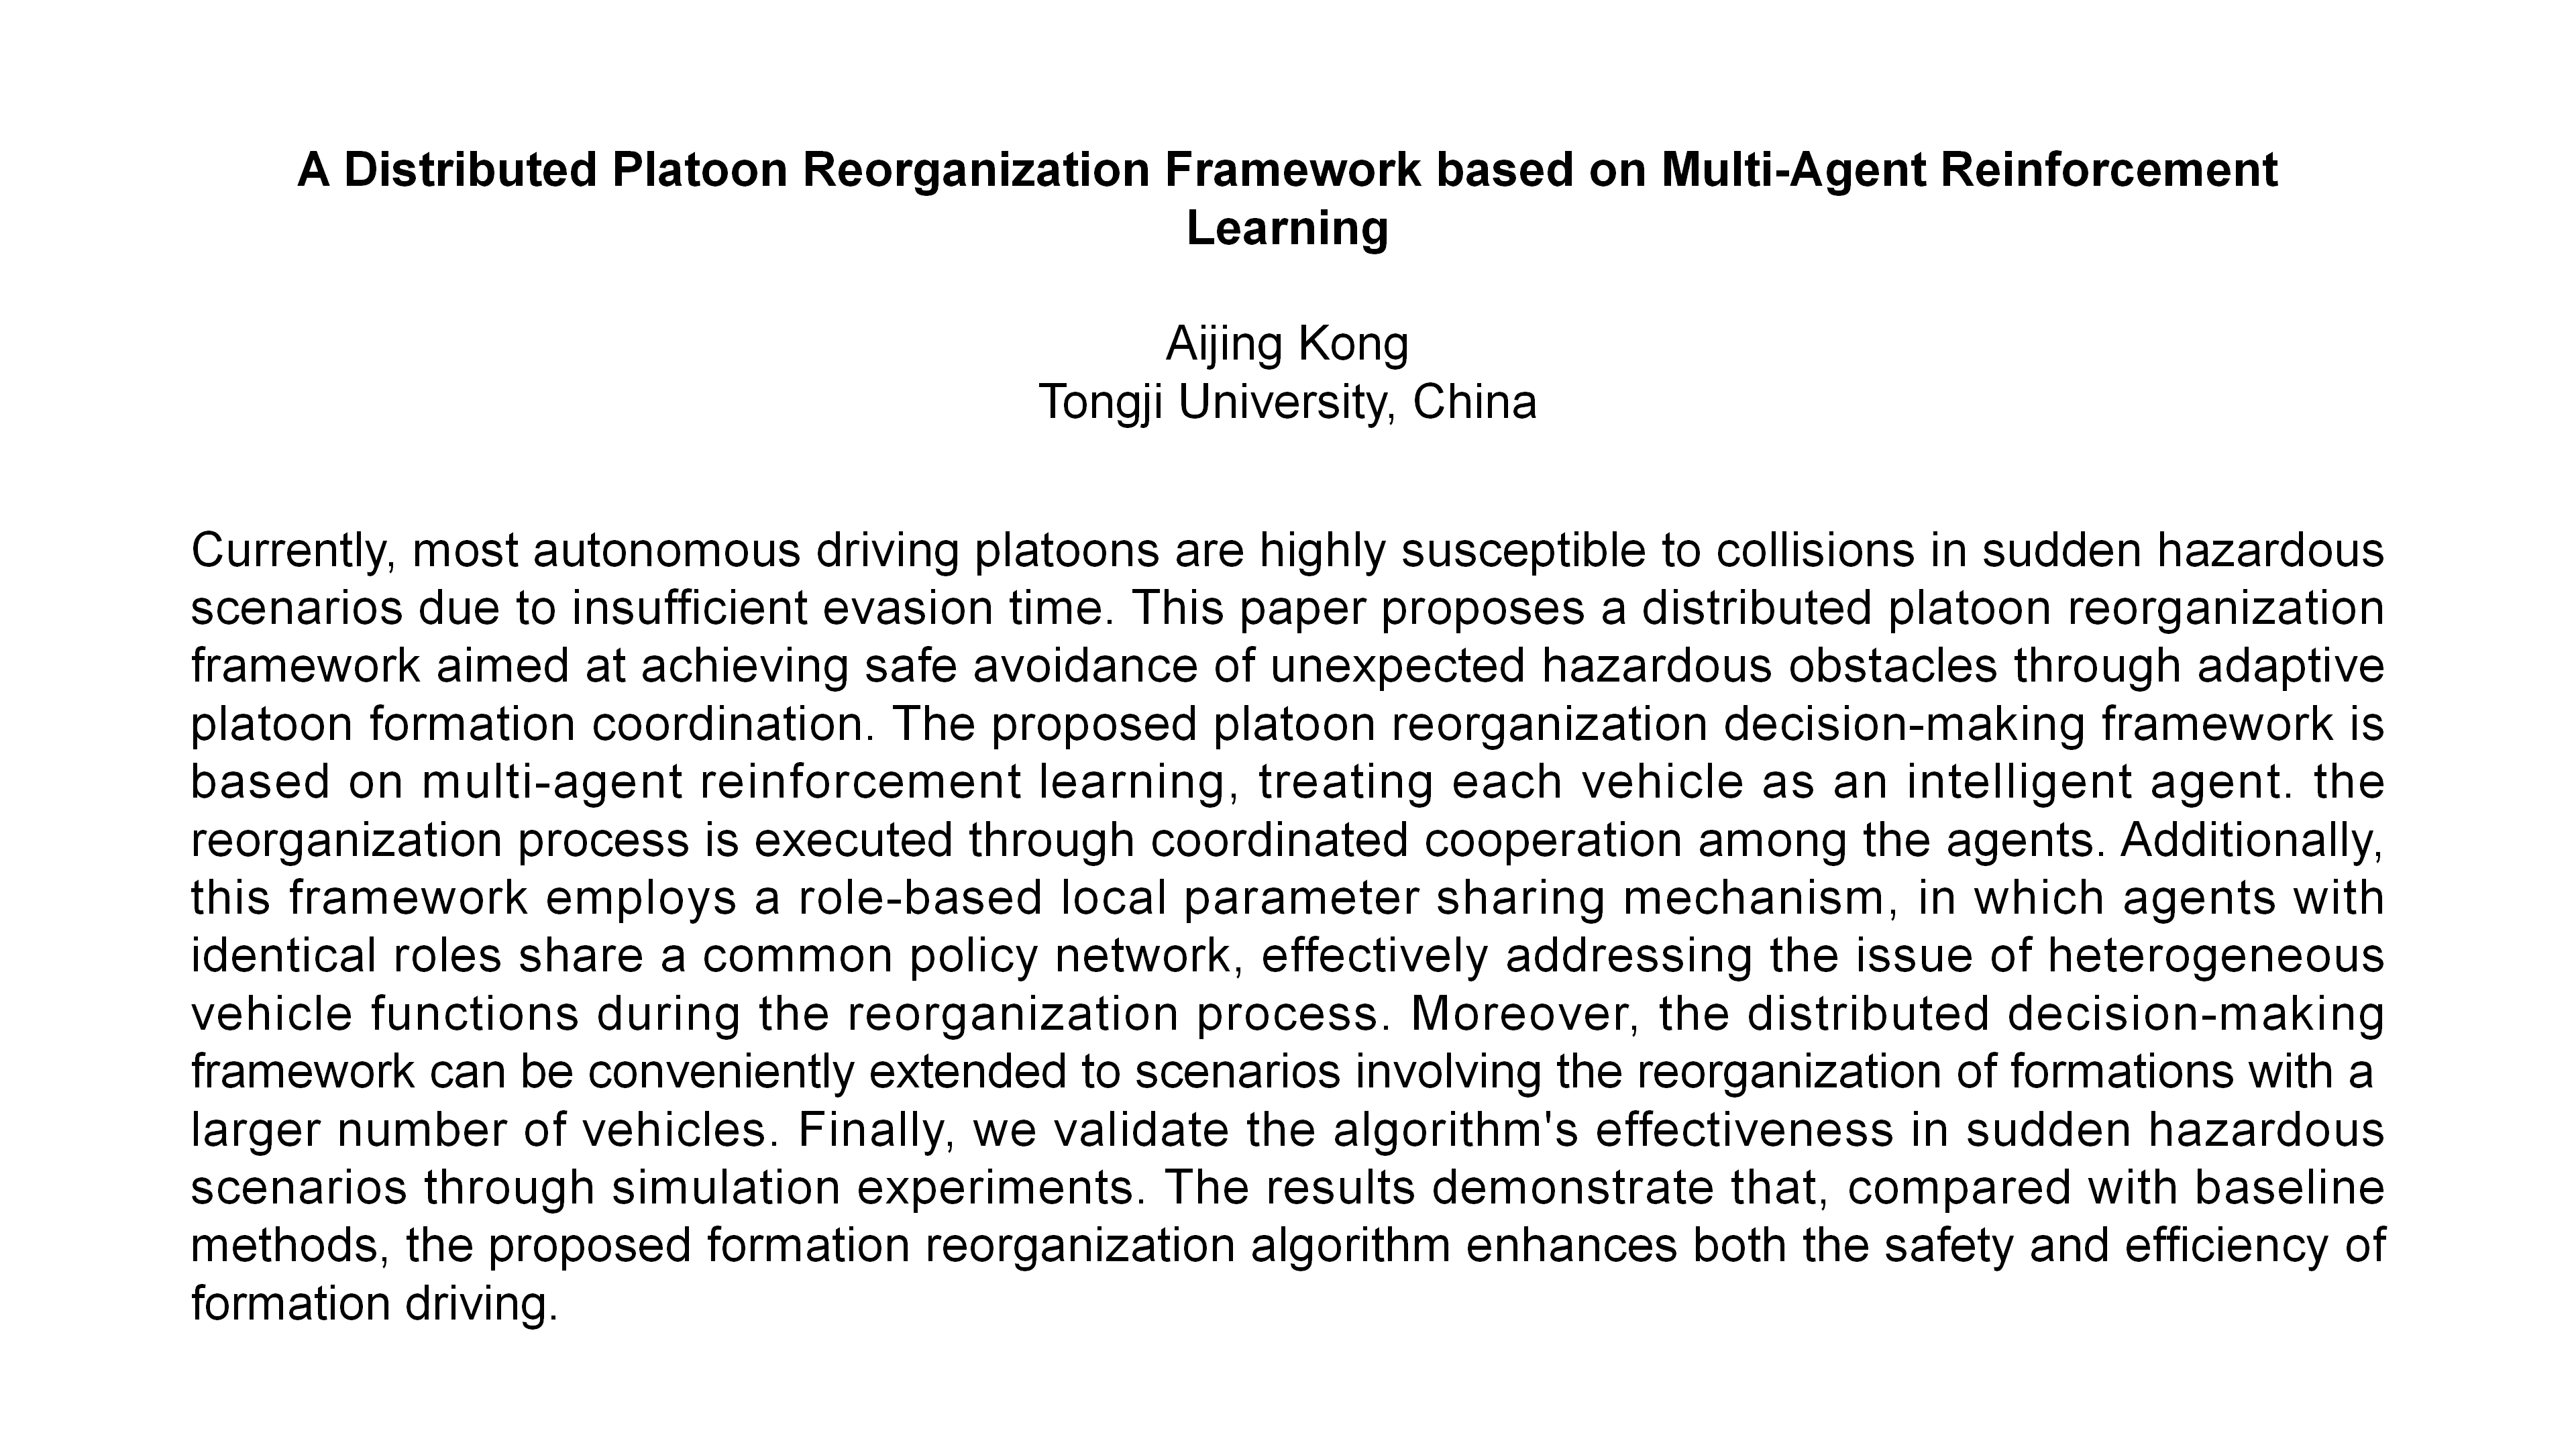 A Distributed Platoon Reorganization Framework based on Multi-Agent Reinforcement
Learning
Aijing Kong
Tongji University, China
Currently, most autonomous driving platoons are highly susceptible to collisions in sudden hazardous
scenarios due to insufficient evasion time. This paper proposes a distributed platoon reorganization
framework aimed at achieving safe avoidance of unexpected hazardous obstacles through adaptive
platoon formation coordination. The proposed platoon reorganization decision-making framework is
based on multi-agent reinforcement learning, treating each vehicle as an intelligent agent. the
reorganization process is executed through coordinated cooperation among the agents. Additionally,
this framework employs a role-based local parameter sharing mechanism, in which agents with
identical roles share a common policy network, effectively addressing the issue of heterogeneous
vehicle functions during the reorganization process. Moreover, the distributed decision-making
framework can be conveniently extended to scenarios involving the reorganization of formations with a
larger number of vehicles. Finally, we validate the algorithm's effectiveness in sudden hazardous
scenarios through simulation experiments. The results demonstrate that, compared with baseline
methods, the proposed formation reorganization algorithm enhances both the safety and efficiency of
formation driving.